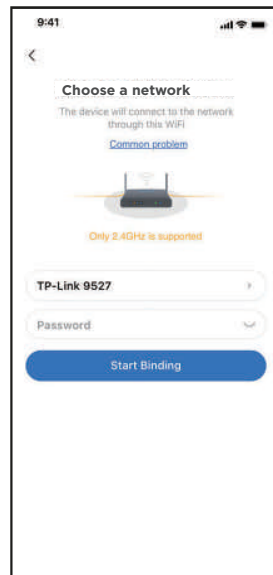 9:41
Choose a network
The device will connect to the network
through this WiFi
Common problem
Only 2.4GHz is supported
TP-Link 9527
Password
Start Binding